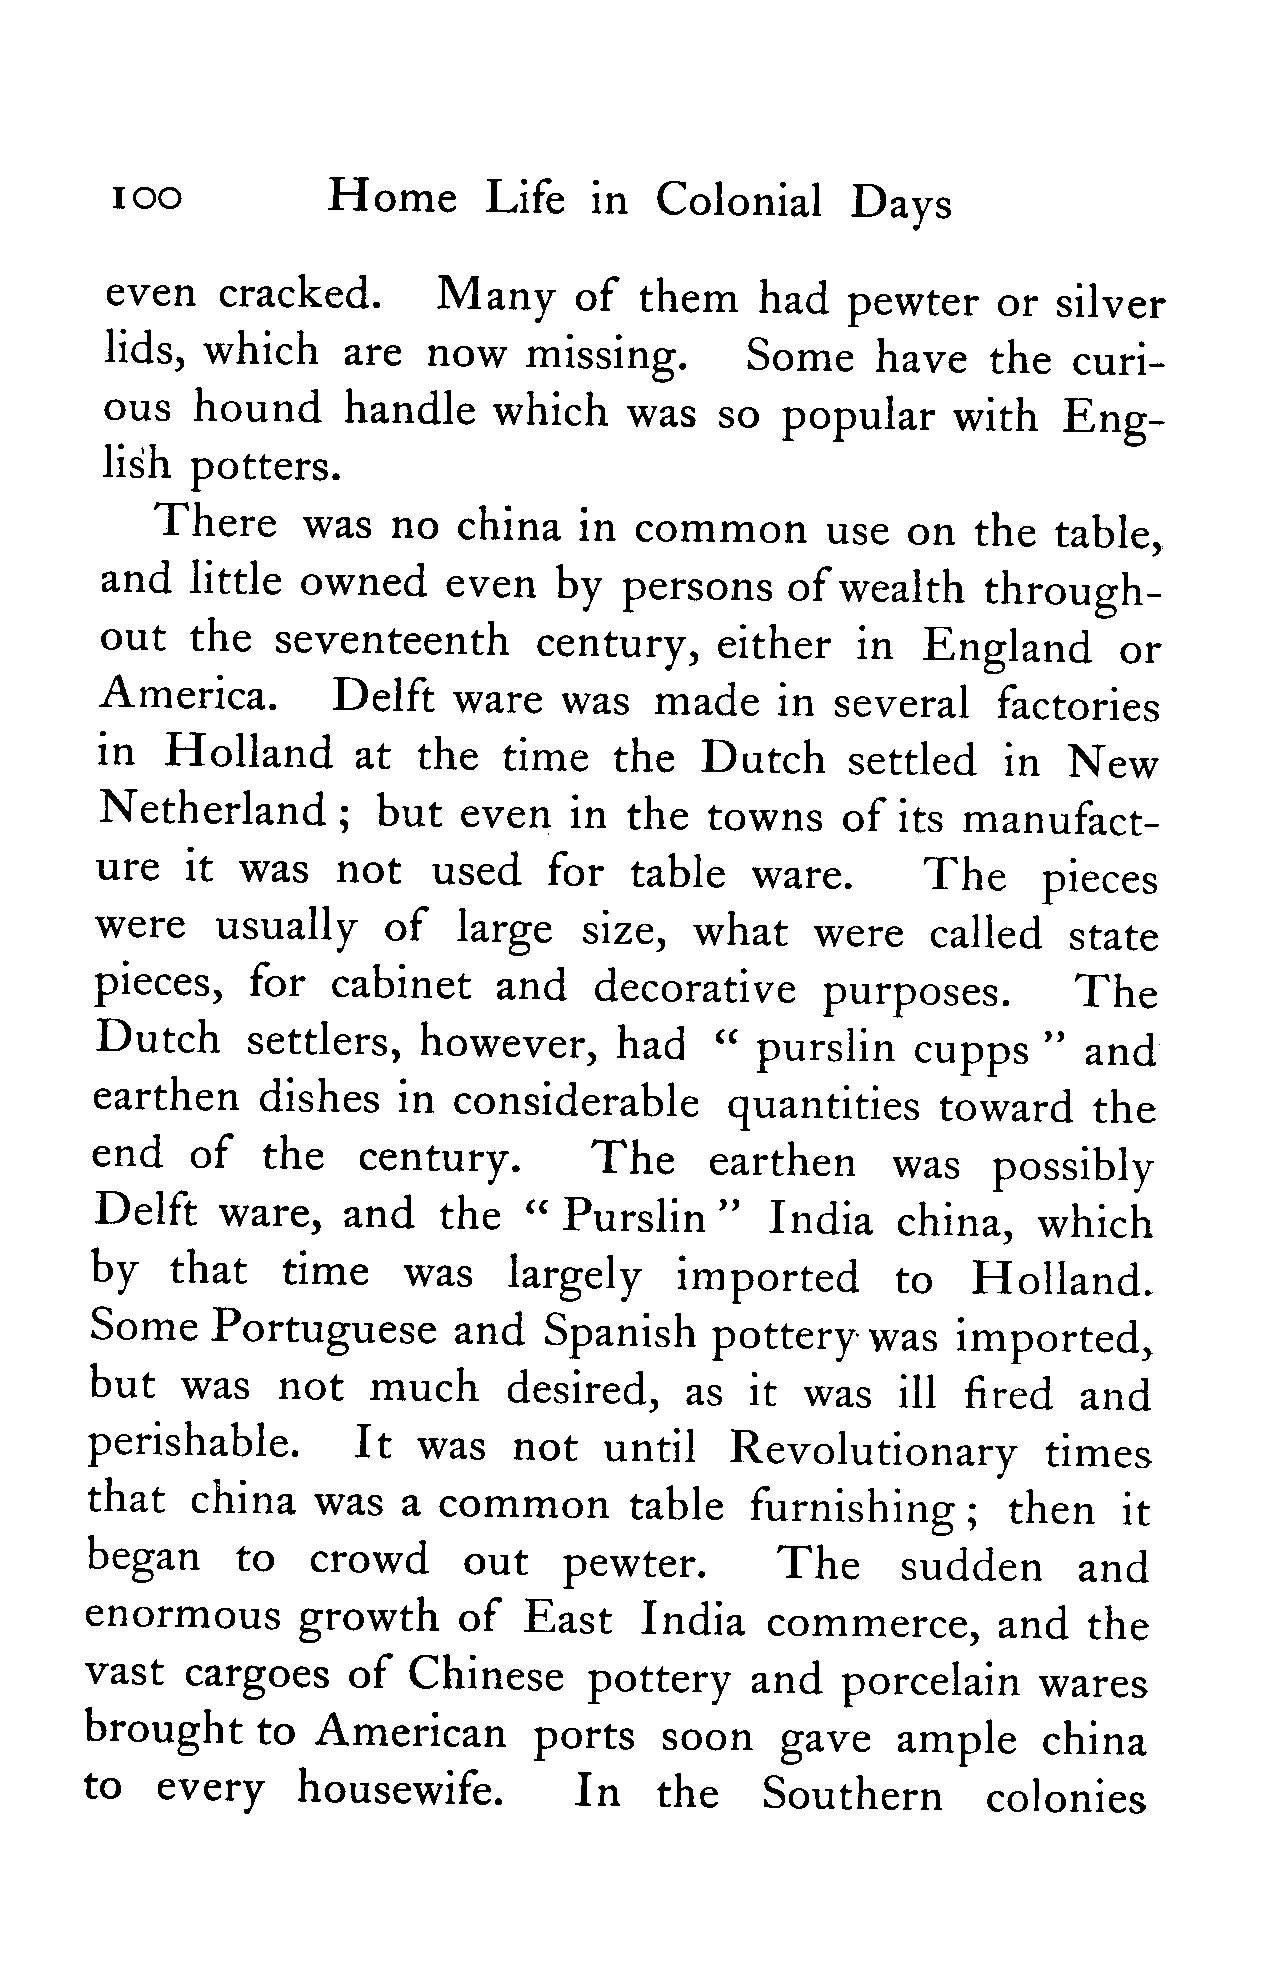 100 Home Life in Colonial Days
even cracked. Many of them had pewter or silver
lids, which are now missing. Some have the curi-
ous hound handle which was so popular with Eng-
lish potters.
There was no china in common use on the table,
and little owned even by persons of wealth through-
out the seventeenth century, either in England or
America. Delft ware was made in several factories
in Holland at the time the Dutch settled in New
Netherland ; but even in the towns of its manufact-
ure it was not used for table ware. The pieces
were usually of large size, what were called state
pieces, for cabinet and decorative purposes. The
Dutch settlers, however, had “ purslin cupps ” and
earthen dishes in considerable quantities toward the
end of the century. The earthen was possibly
Delft ware, and the “ Purslin ” India china, which
by that time was largely imported to Holland.
Some Portuguese and Spanish pottery was imported,
but was not much desired, as it was ill fired and
perishable. It was not until Revolutionary times
that china was a common table furnishing ; then it
began to crowd out pewter. The sudden and
enormous growth of East India commerce, and the
vast cargoes of Chinese pottery and porcelain wares
brought to American ports soon gave ample china
to every housewife. In the Southern colonies